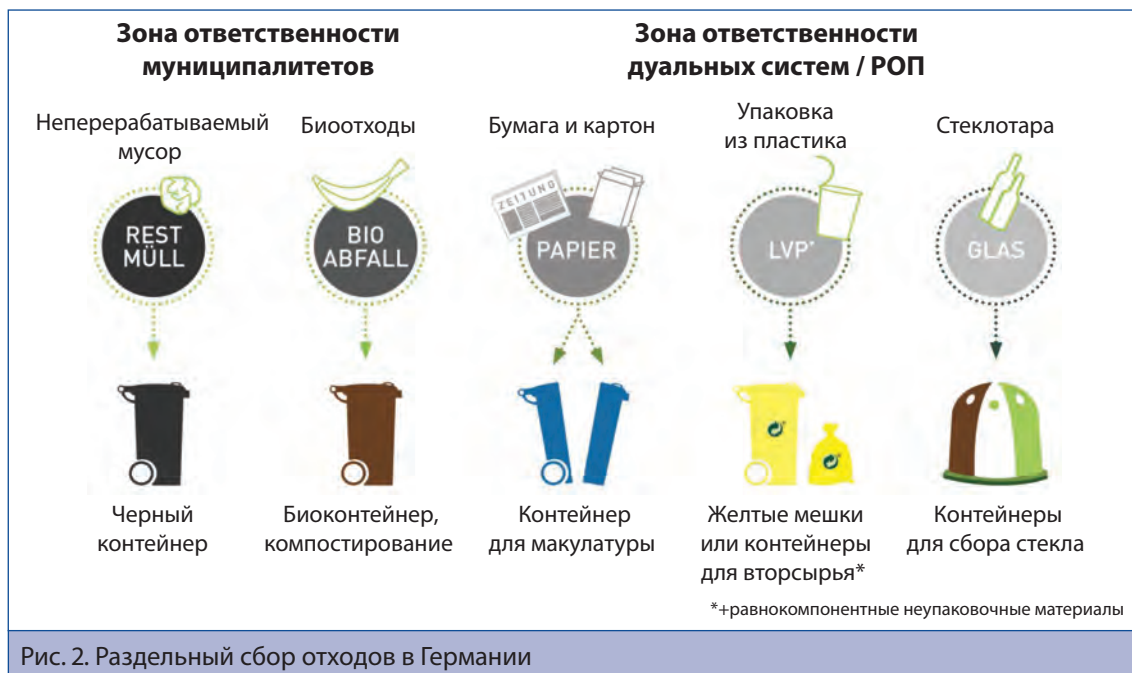 Зона ответственности
муниципалитетов
Зона ответственности
дуальных систем / РОП
Неперерабатываемый
мусор
Биоотходы
Бумага и картон
Упаковка
из пластика
Стеклотара
REST
MÜLL
BIO
ABFALL
ZEITUNG
PAPIER
LVP*
GLAS
Черный
контейнер
Биоконтейнер,
компостирование
Контейнер
для макулатуры
Желтые мешки
или контейнеры
для вторсырья*
Контейнеры
для сбора стекла
*+равнокомпонентные неупаковочные материалы
Рис. 2. Раздельный сбор отходов в Германии